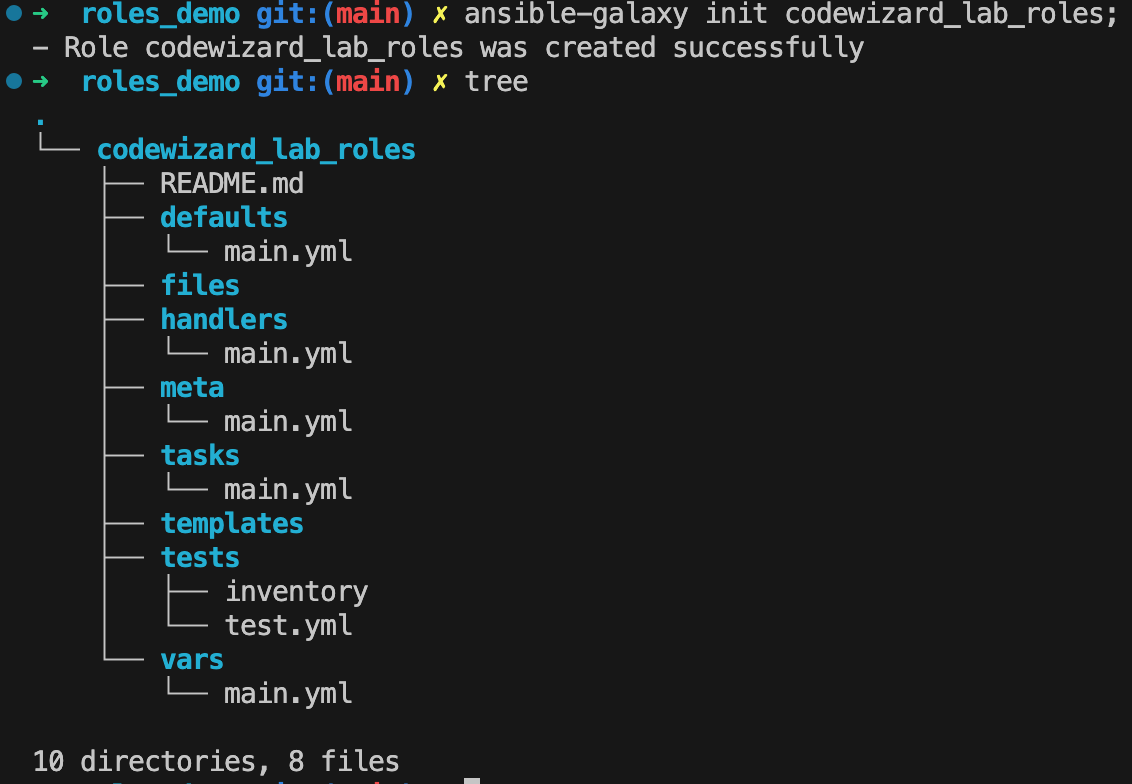 ➜ roles_demo git:(main) ✗ ansible-galaxy init codewizard_lab_roles;
- Role codewizard_lab_roles was created successfully
➜ roles_demo git:(main) ✗ tree
.
└── codewizard_lab_roles
    ├── README.md
    ├── defaults
    │   └── main.yml
    ├── files
    ├── handlers
    │   └── main.yml
    ├── meta
    │   └── main.yml
    ├── tasks
    │   └── main.yml
    ├── templates
    ├── tests
    │   ├── inventory
    │   └── test.yml
    └── vars
        └── main.yml
10 directories, 8 files